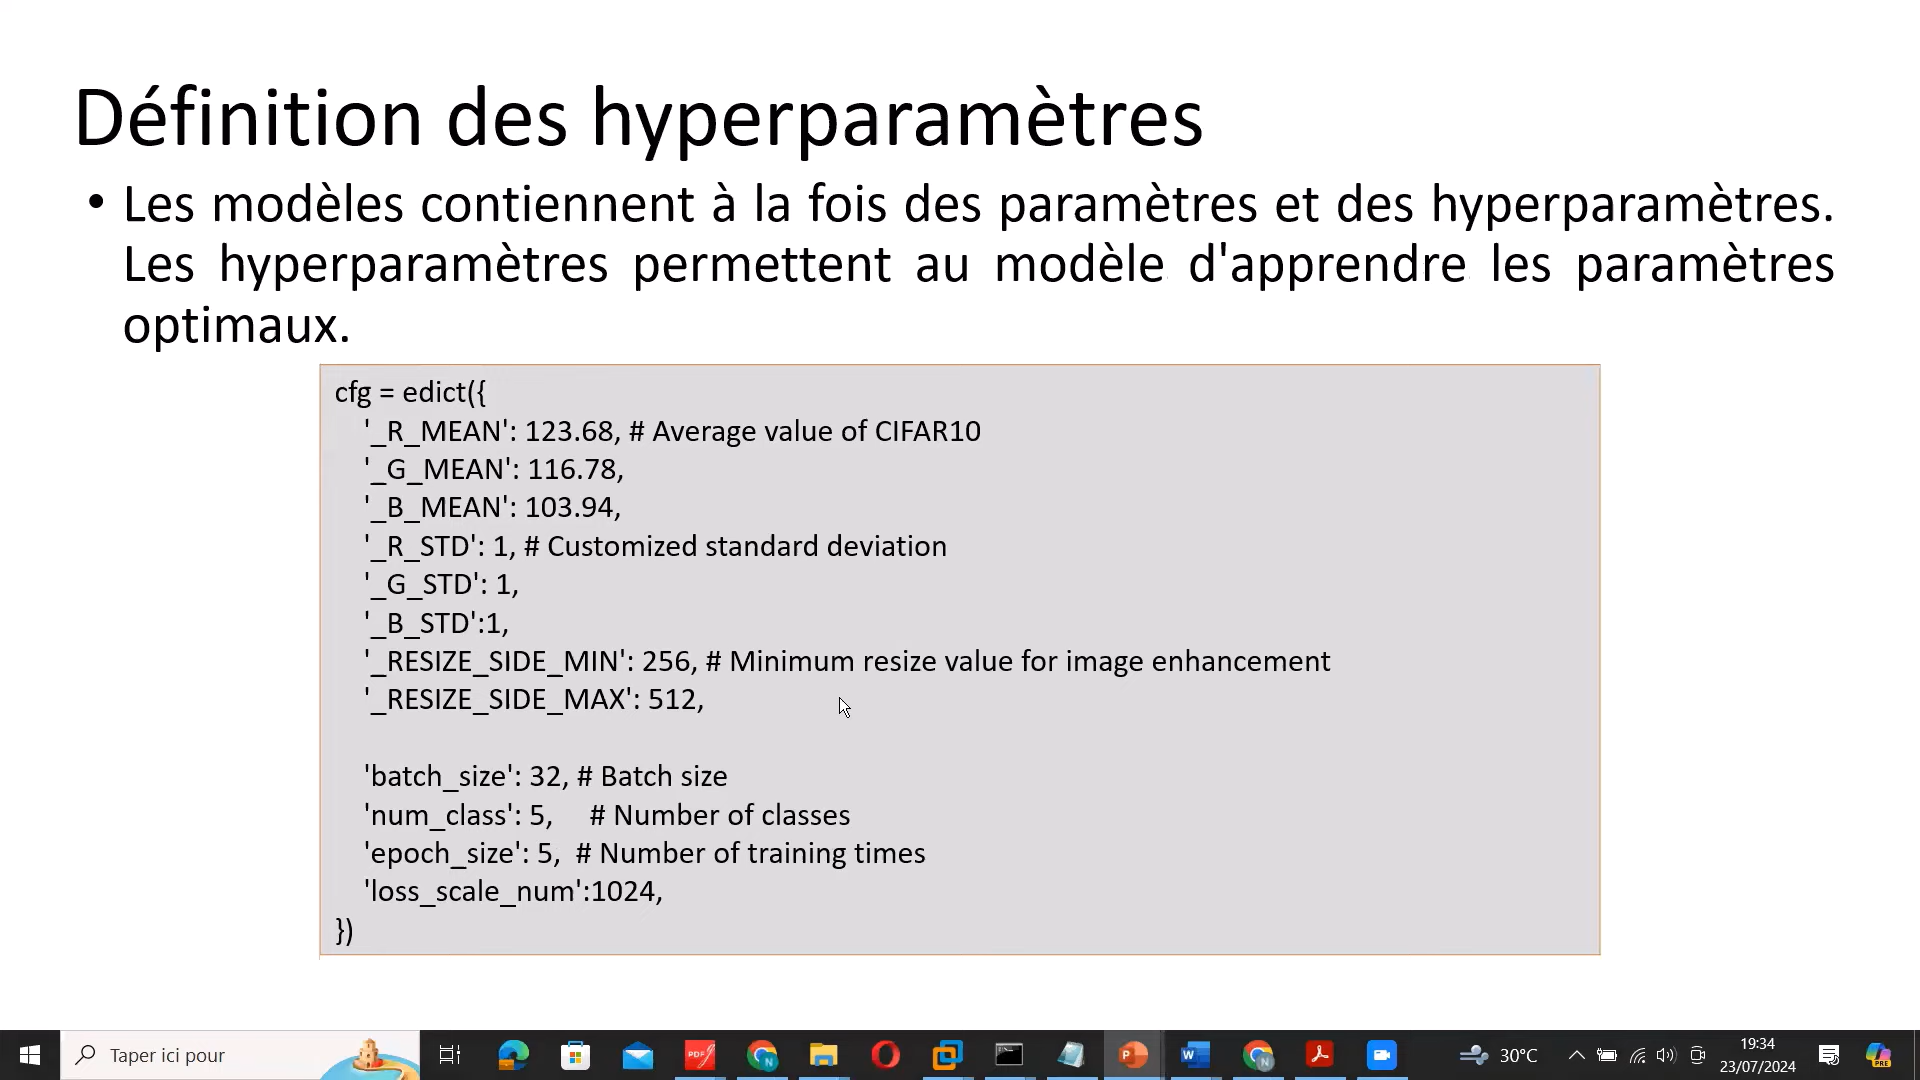 Définition des hyperparamètres
• Les modèles contiennent à la fois des paramètres et des hyperparamètres.
Les hyperparamètres permettent au modèle d'apprendre les paramètres
optimaux.
cfg = edict({
'_R_MEAN': 123.68, # Average value of CIFAR10
'_G_MEAN': 116.78,
'_B_MEAN': 103.94,
'_R_STD': 1, # Customized standard deviation
'_G_STD': 1,
'_B_STD':1,
'_RESIZE_SIDE_MIN': 256, # Minimum resize value for image enhancement
'_RESIZE_SIDE_MAX': 512,
'batch_size': 32, # Batch size
'num_class': 5, # Number of classes
'epoch_size': 5, # Number of training times
'loss_scale_num':1024,
})
Taper ici pour
PDF
P
W
N
30°C
19:34
23/07/2024
PRE